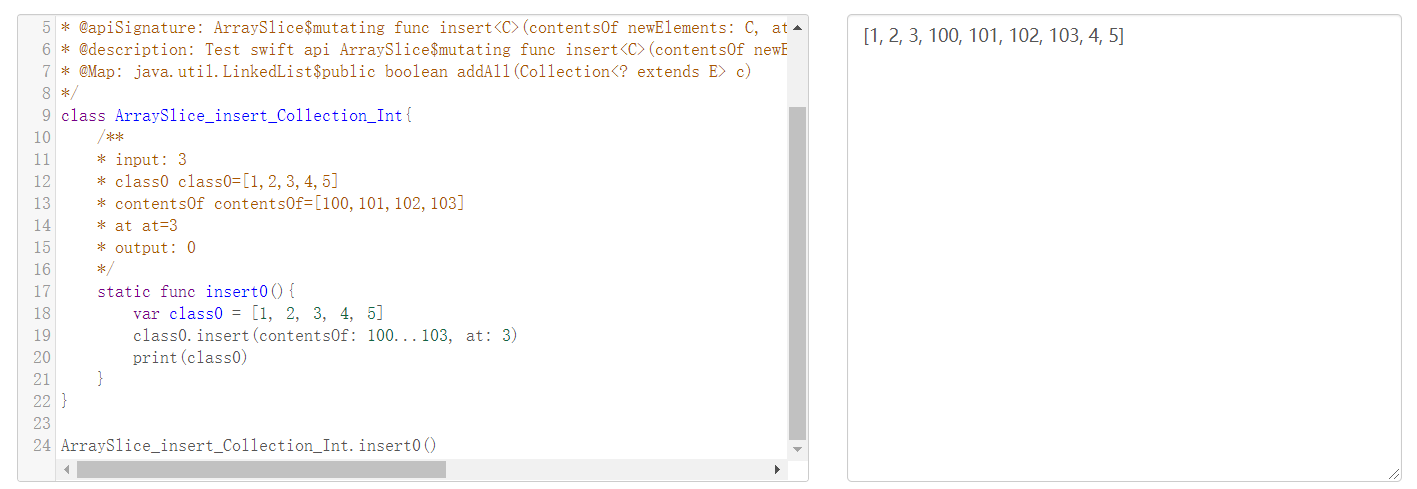 5 * @apiSignature: ArraySlice$mutating func insert<C>(contentsOf newElements: C, at
6 * @description: Test swift api ArraySlice$mutating func insert<C>(contentsOf newE
7 * @Map: java.util.LinkedList$public boolean addAll(Collection<? extends E> c)
8 */
9 class ArraySlice_insert_Collection_Int{
10     /**
11     * input: 3
12     * class0 class0=[1,2,3,4,5]
13     * contentsOf contentsOf=[100,101,102,103]
14     * at at=3
15     * output: 0
16     */
17     static func insert0(){
18         var class0 = [1, 2, 3, 4, 5]
19         class0.insert(contentsOf: 100...103, at: 3)
20         print(class0)
21     }
22 }
23
24 ArraySlice_insert_Collection_Int.insert0()
[1, 2, 3, 100, 101, 102, 103, 4, 5]